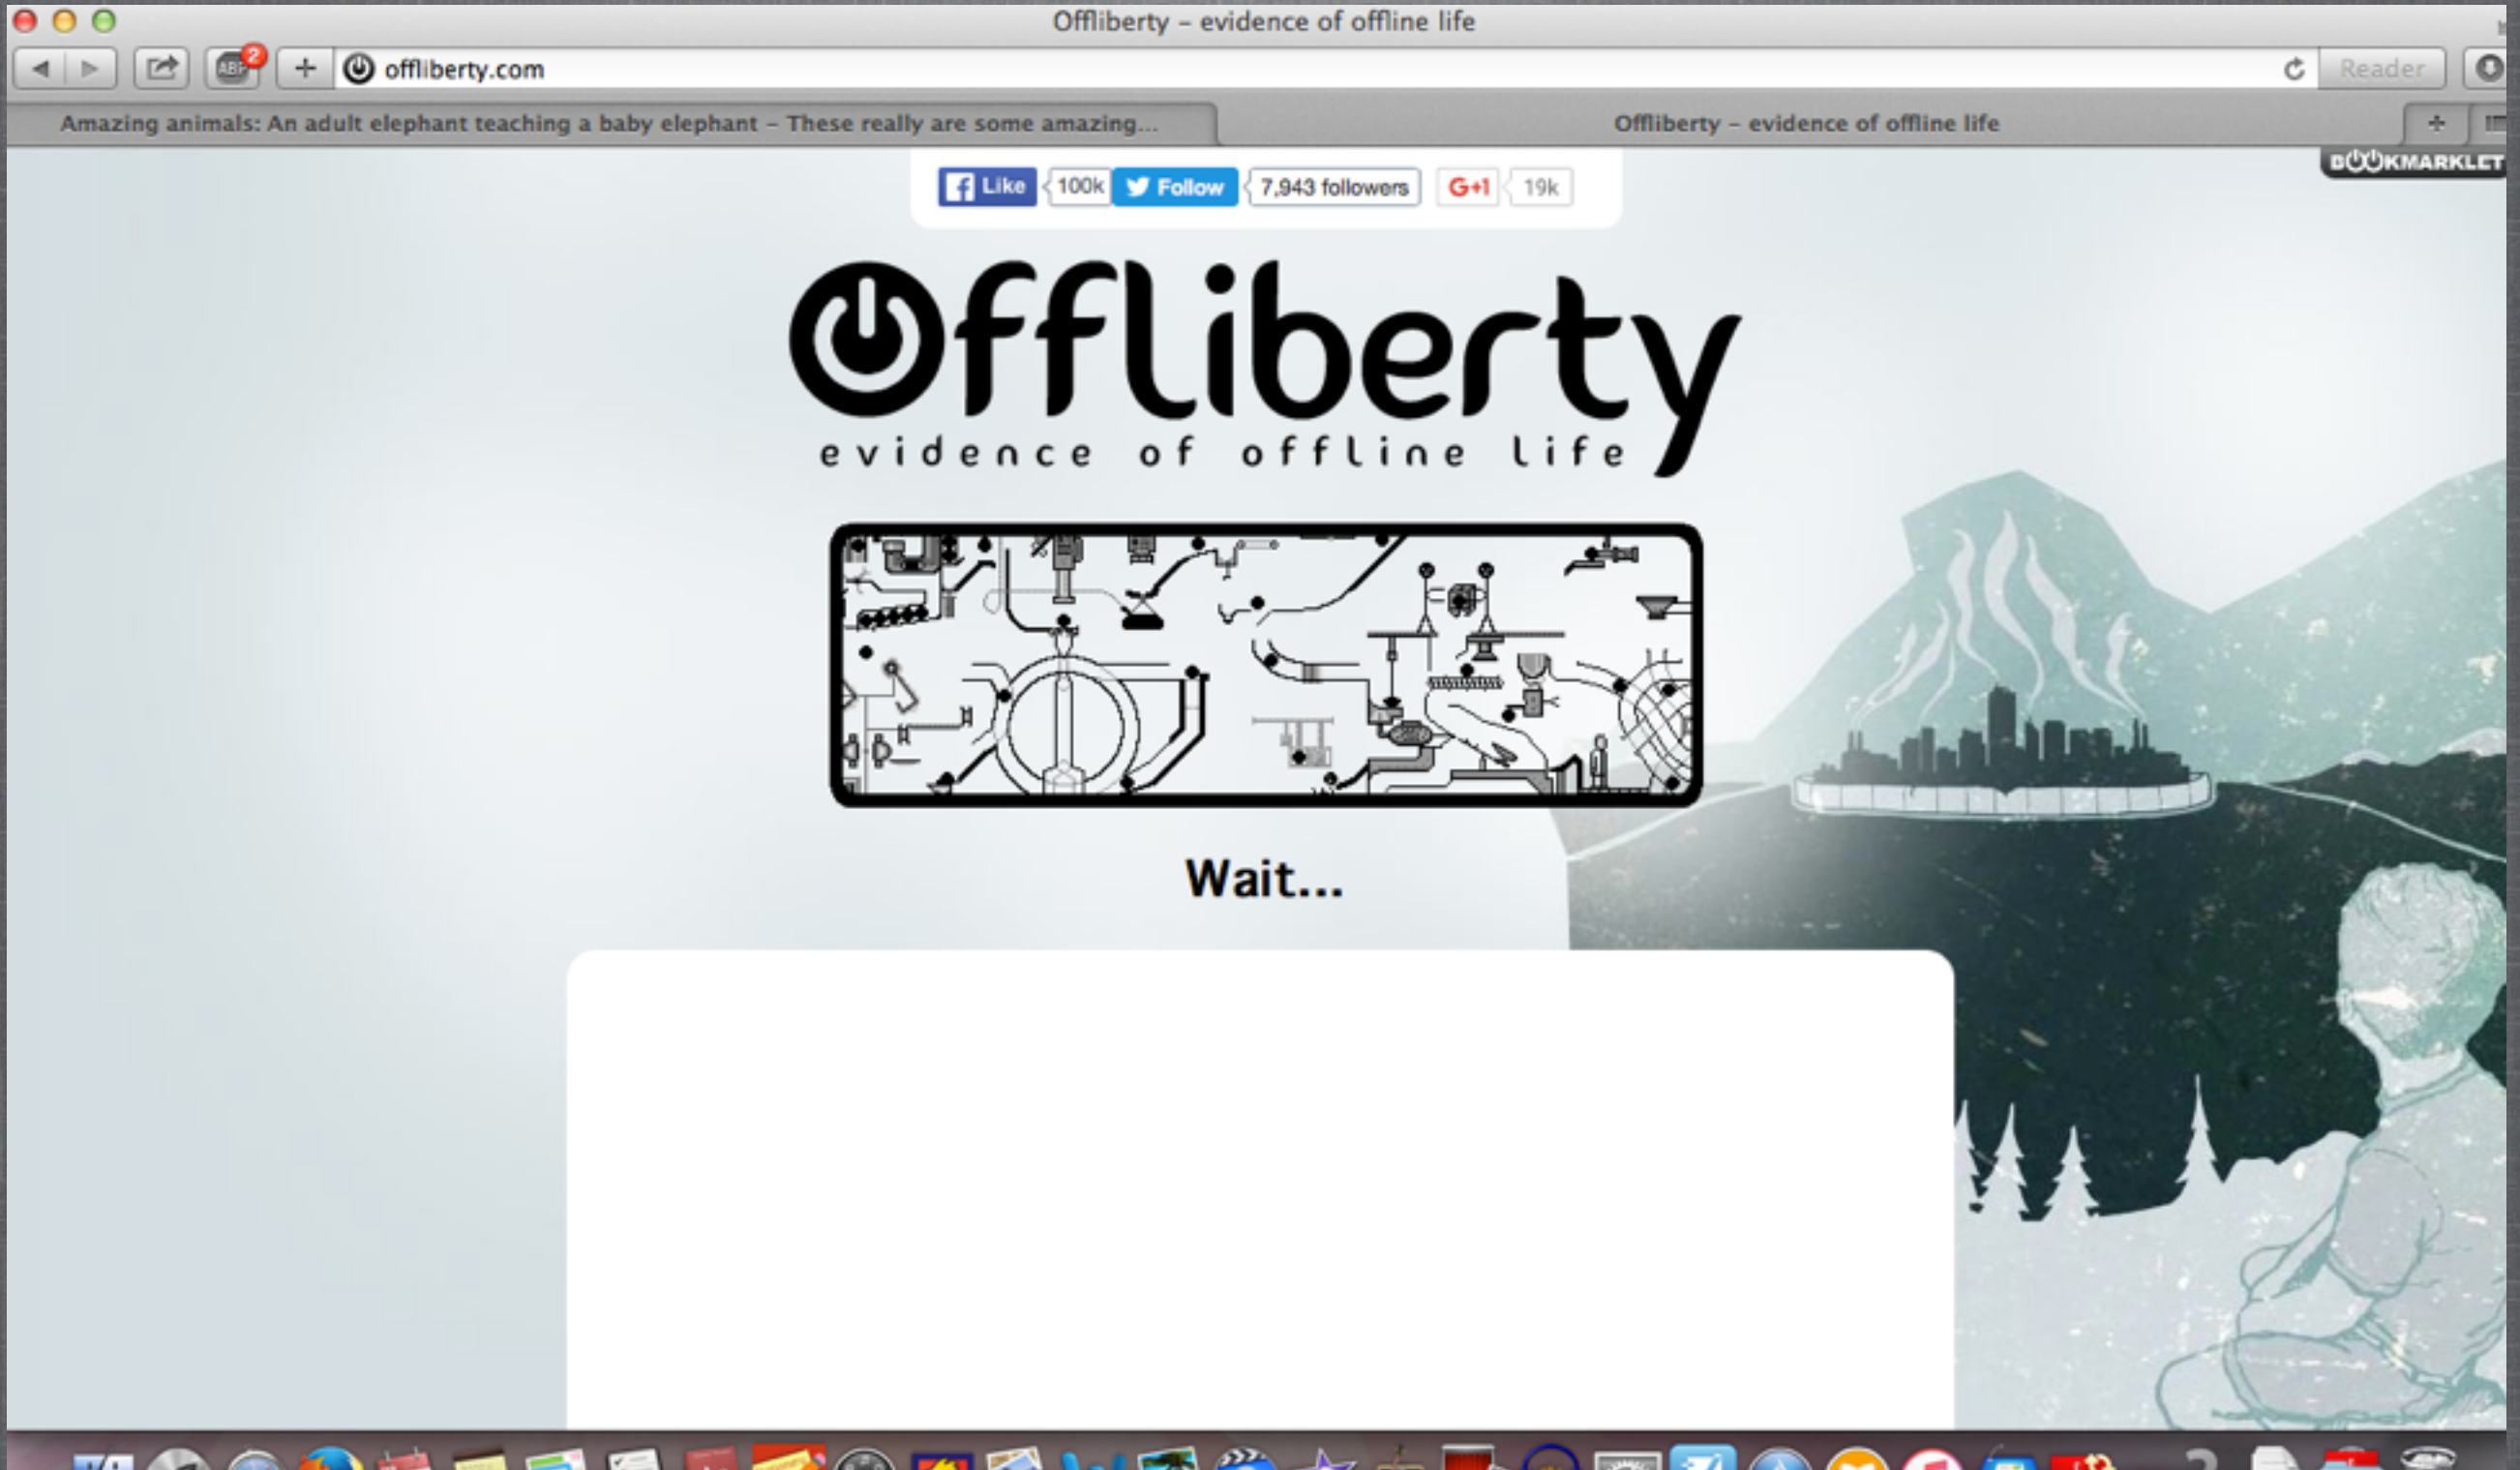 Offliberty – evidence of offline life
ABP 2 offliberty.com Reader
Amazing animals: An adult elephant teaching a baby elephant – These really are some amazing... Offliberty – evidence of offline life
BOOKMARKLET
Like 100k Follow 7,943 followers G+1 19k
Offliberty
evidence of offline life
Wait...